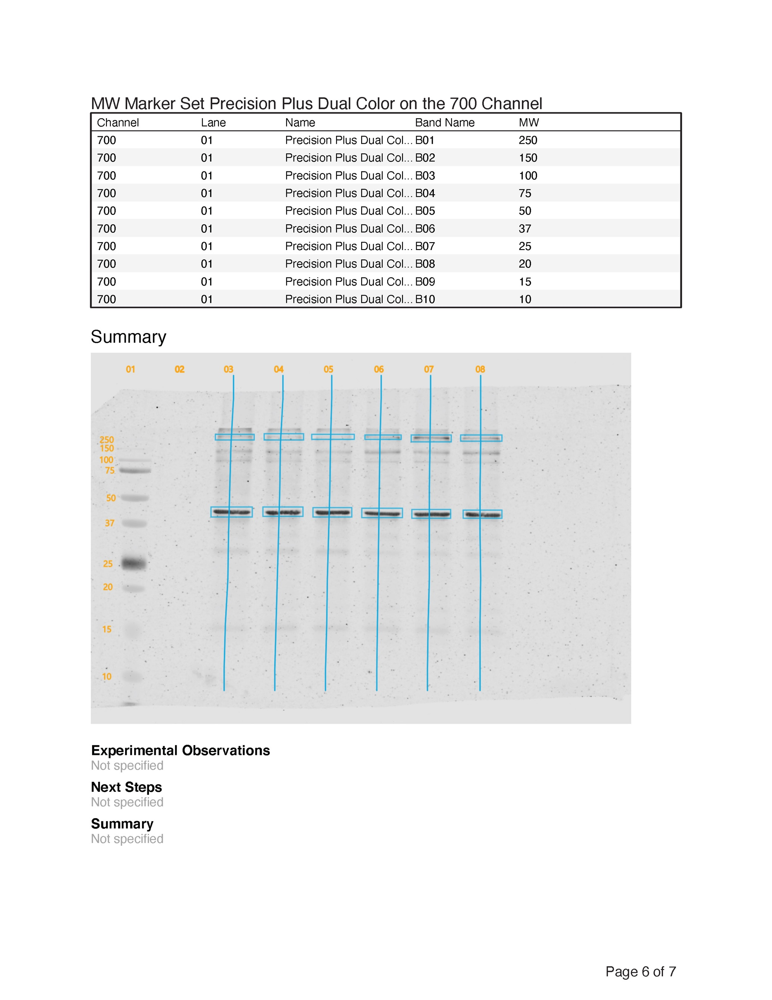 MW Marker Set Precision Plus Dual Color on the 700 Channel
Channel Lane Name Band Name MW
700 01 Precision Plus Dual Col... B01 250
700 01 Precision Plus Dual Col... B02 150
700 01 Precision Plus Dual Col... B03 100
700 01 Precision Plus Dual Col... B04 75
700 01 Precision Plus Dual Col... B05 50
700 01 Precision Plus Dual Col... B06 37
700 01 Precision Plus Dual Col... B07 25
700 01 Precision Plus Dual Col... B08 20
700 01 Precision Plus Dual Col... B09 15
700 01 Precision Plus Dual Col... B10 10
Summary
01 02 03 04 05 06 07 08
250
150
100
75
50
37
25
20
15
10
Experimental Observations
Not specified
Next Steps
Not specified
Summary
Not specified
Page 6 of 7